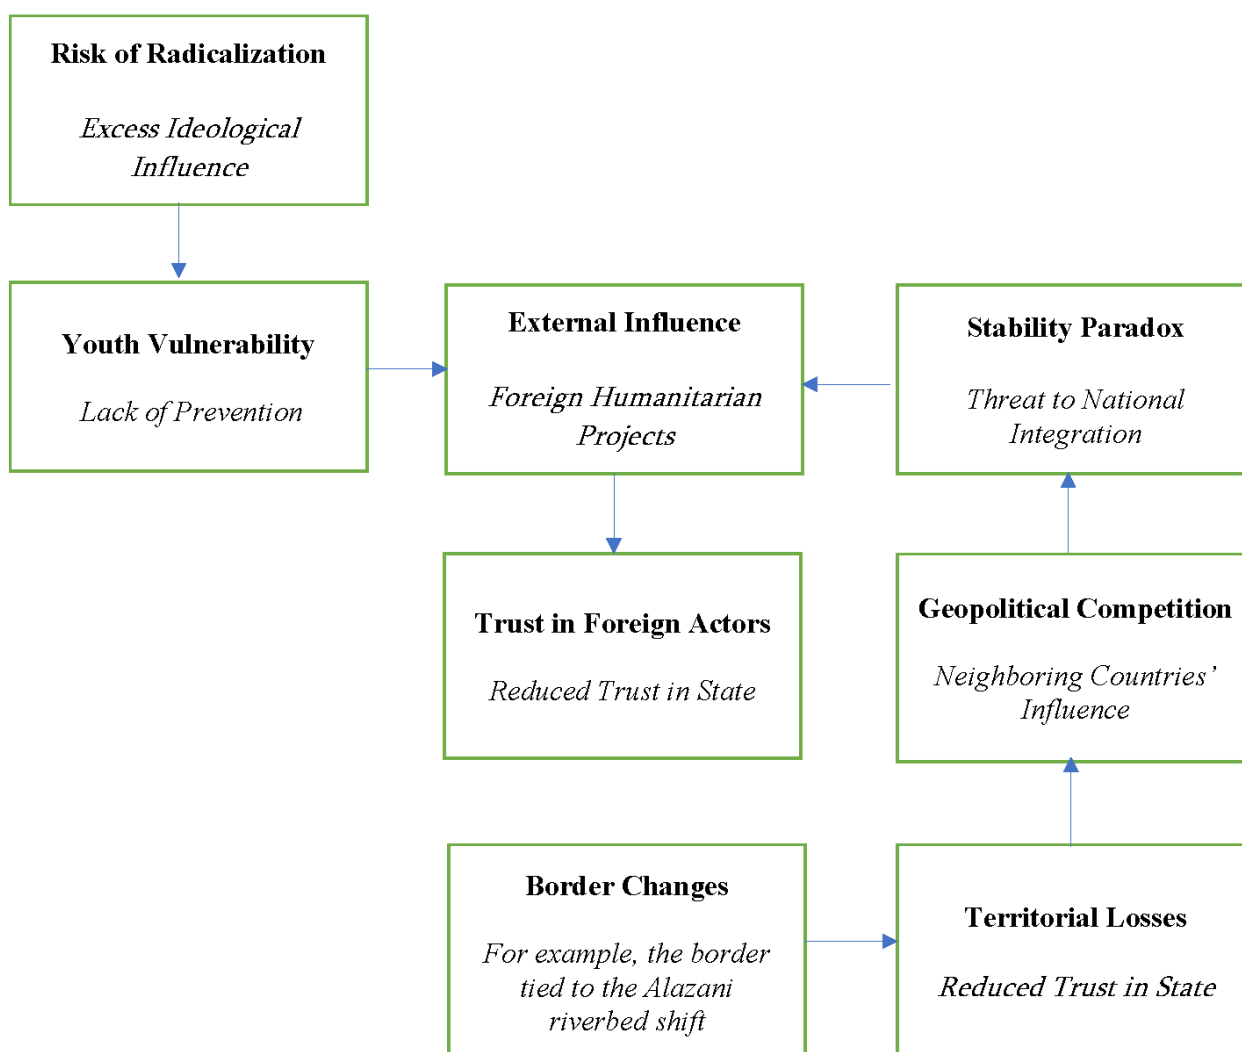 Risk of Radicalization
Excess Ideological
Influence
Youth Vulnerability
Lack of Prevention
External Influence
Foreign Humanitarian
Projects
Stability Paradox
Threat to National
Integration
Trust in Foreign Actors
Reduced Trust in State
Geopolitical Competition
Neighboring Countries’
Influence
Border Changes
For example, the border
tied to the Alazani
riverbed shift
Territorial Losses
Reduced Trust in State